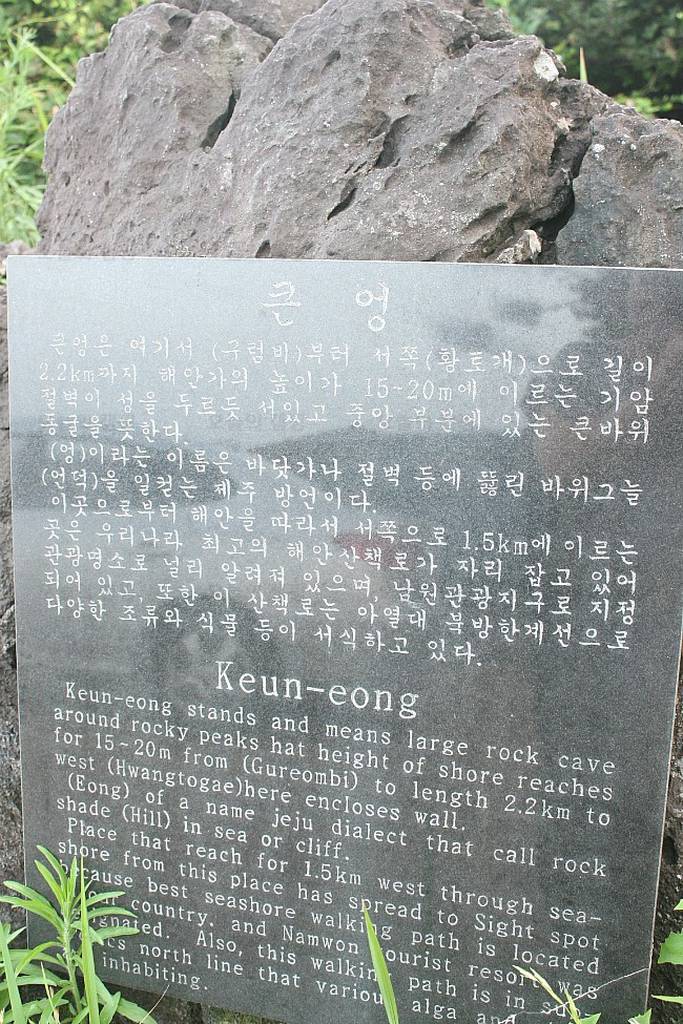 큰 엉
큰엉은 여기서 (구럼비)부터 서쪽(황토개)으로 길이
2.2km까지 해안가의 높이가 15~20m에 이르는 기암
절벽이 성을 두르듯 서있고 중앙 부분에 있는 큰바위
동굴을 뜻한다.
(엉)이라는 이름은 바닷가나 절벽 등에 뚫린 바위그늘
(언덕)을 일컫는 제주 방언이다.
이곳으로부터 해안을 따라서 서쪽으로 1.5km에 이르는
곳은 우리나라 최고의 해안산책로가 자리 잡고 있어
관광명소로 널리 알려져 있으며, 남원관광지구로 지정
되어 있고, 또한 이 산책로는 아열대 북방한계선으로
다양한 조류와 식물 등이 서식하고 있다.
Keun-eong
Keun-eong stands and means large rock cave
around rocky peaks hat height of shore reaches
for 15~20m from (Gureombi) to length 2.2km to
west (Hwangtogae)here encloses wall.
(Eong) of a name jeju dialect that call rock
shade (Hill) in sea or cliff.
Place that reach for 1.5km west through sea-
shore from this place has spread to Sight spot
because best seashore walking path is located
country, and Namwon ourist resort was
ignated. Also, this walkin path is in su
cs north line that variou alga and
inhabiting.